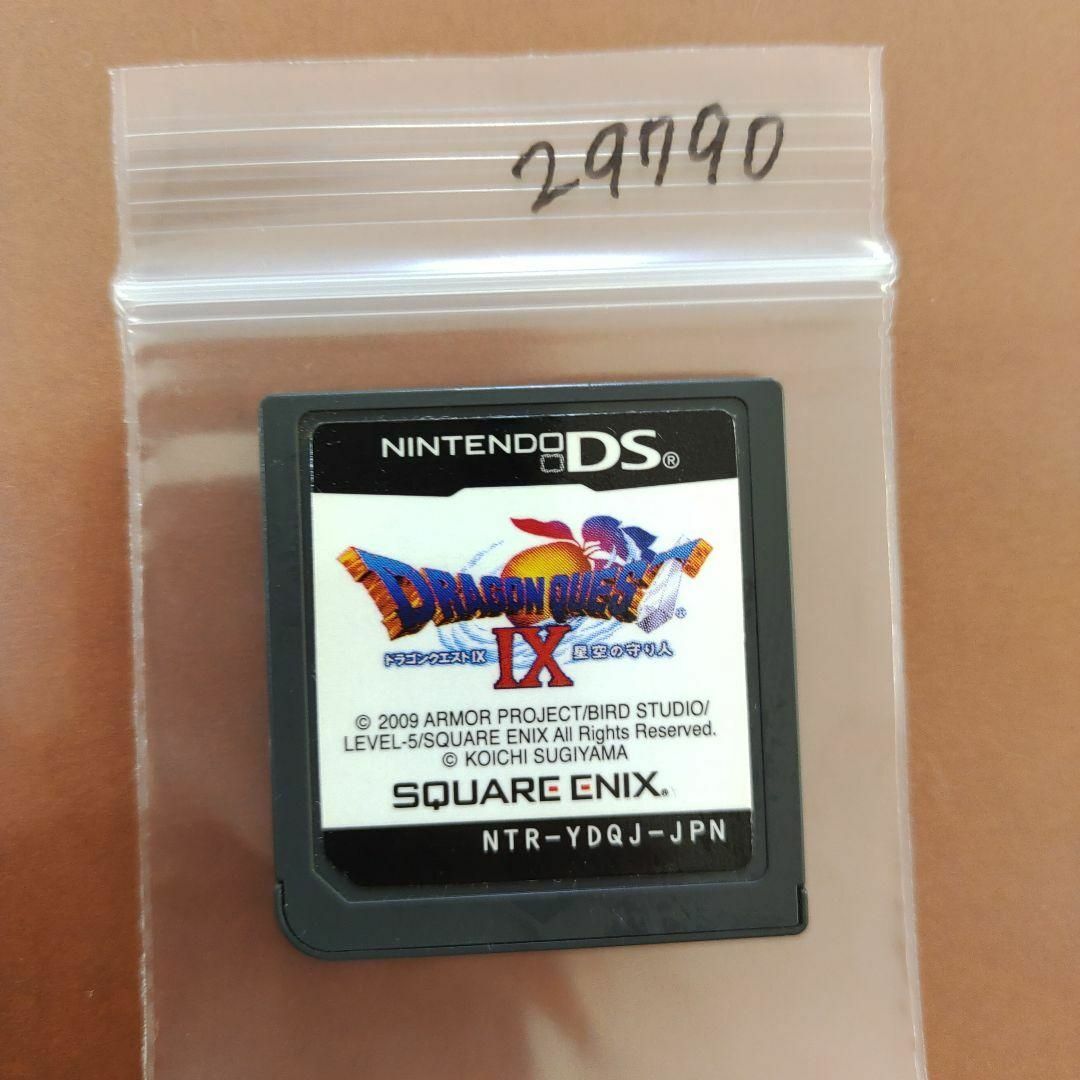 29790
NINTENDO DS®
DRAGON QUEST®
IX
ドラゴンクエストIX 星空の守り人
© 2009 ARMOR PROJECT/BIRD STUDIO/
LEVEL-5/SQUARE ENIX All Rights Reserved.
© KOICHI SUGIYAMA
SQUARE ENIX®
NTR-YDQJ-JPN